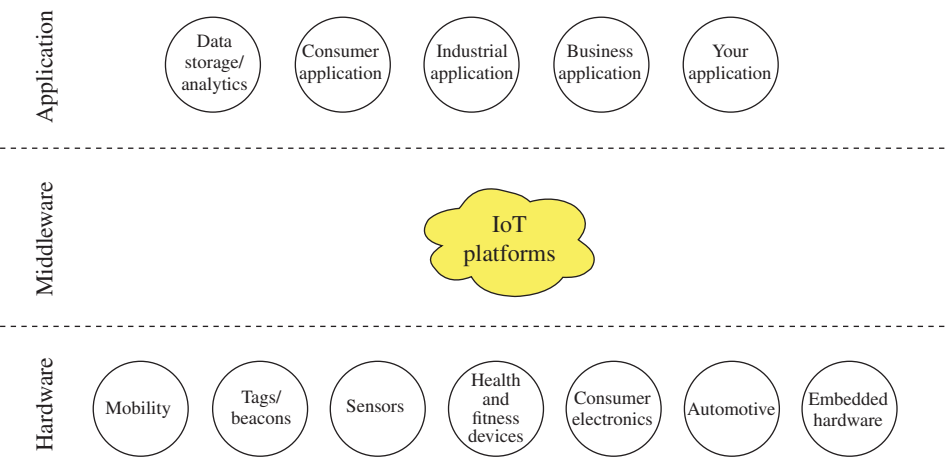 Application
Data
storage/
analytics
Consumer
application
Industrial
application
Business
application
Your
application
Middleware
IoT
platforms
Hardware
Mobility
Tags/
beacons
Sensors
Health
and
fitness
devices
Consumer
electronics
Automotive
Embedded
hardware